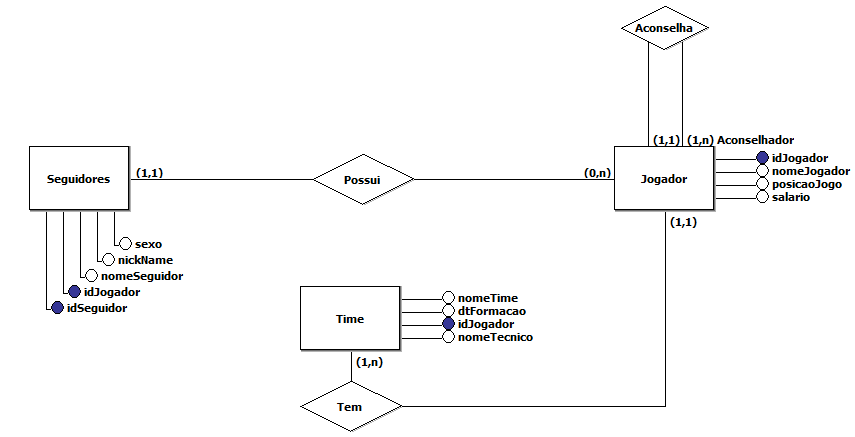 Aconselha
(1,1)
(1,n) Aconselhador
Seguidores
(1,1)
Possui
(0,n)
Jogador
idJogador
nomeJogador
posicaoJogo
salario
(1,1)
sexo
nickName
nomeSeguidor
idJogador
idSeguidor
Time
nomeTime
dtFormacao
idJogador
nomeTecnico
(1,n)
Tem